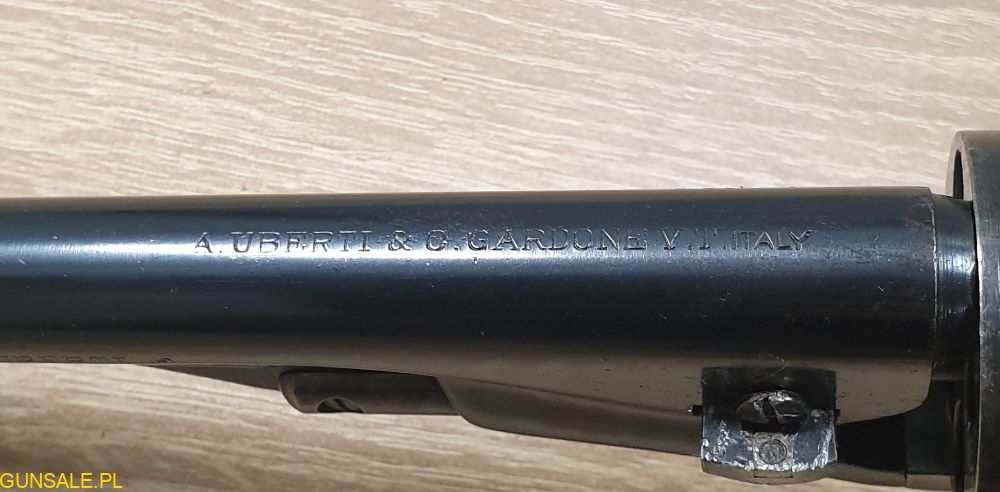 A. UBERTI & C. GARDONE V.T. ITALY
GUNSALE.PL